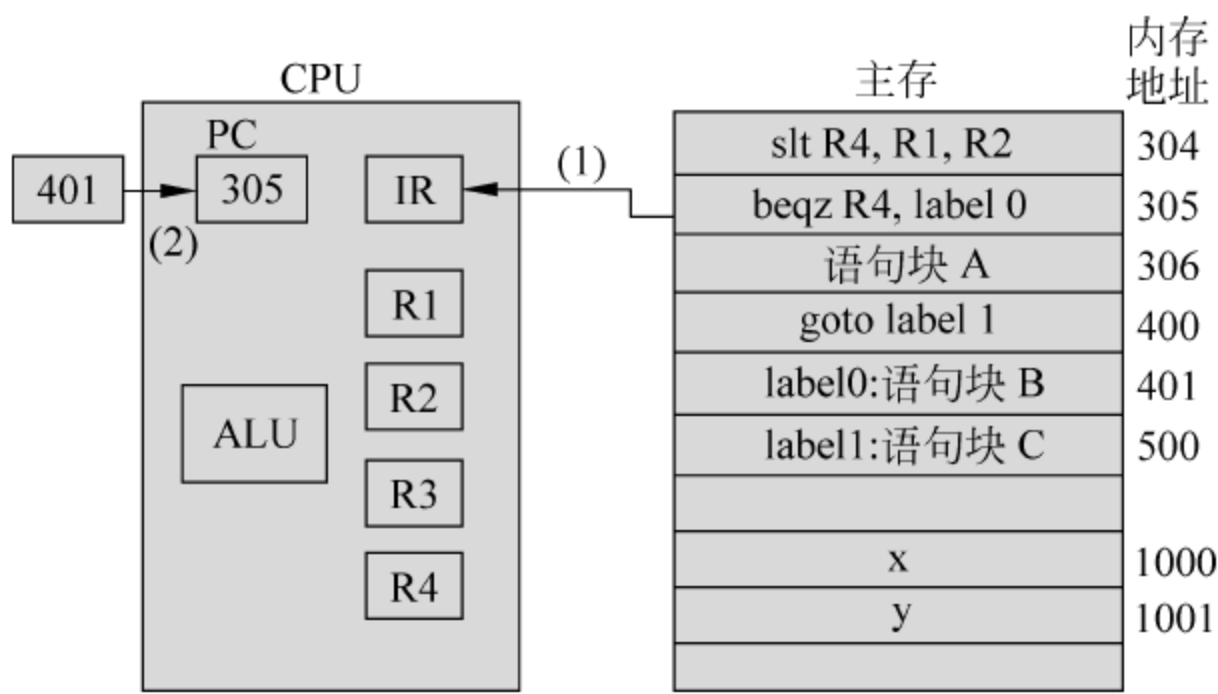 CPU
PC
401
305
IR
(1)
(2)
R1
R2
ALU
R3
R4
主存
内存
地址
slt R4, R1, R2
304
beqz R4, label 0
305
语句块 A
306
goto label 1
400
label0:语句块 B
401
label1:语句块 C
500
x
1000
y
1001